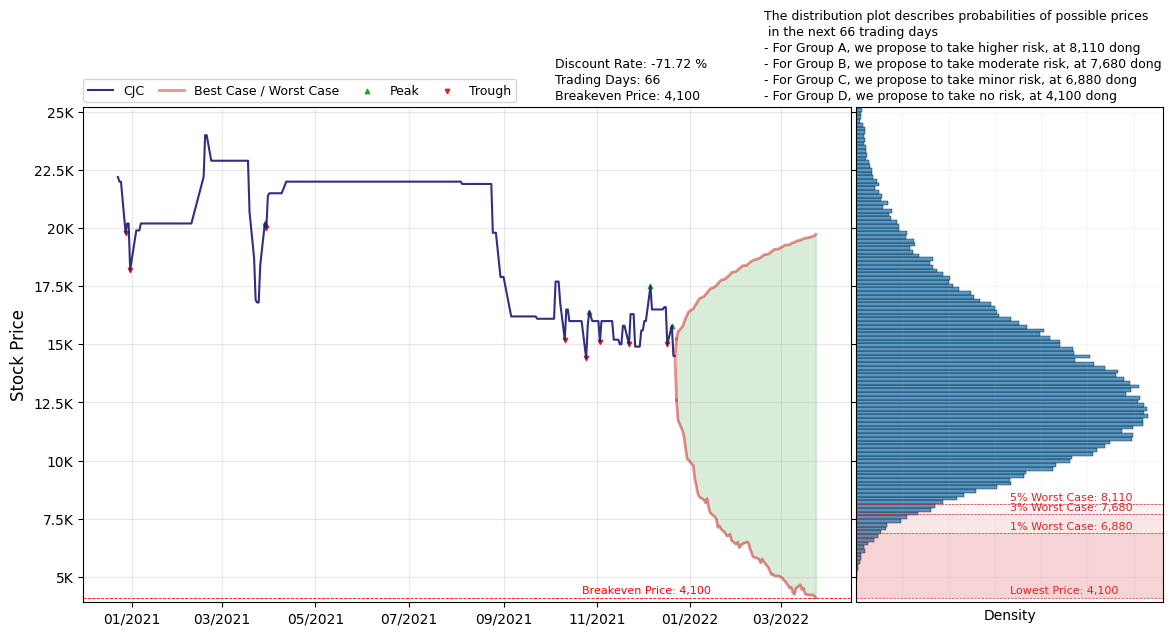 The distribution plot describes probabilities of possible prices
in the next 66 trading days
- For Group A, we propose to take higher risk, at 8,110 dong
- For Group B, we propose to take moderate risk, at 7,680 dong
- For Group C, we propose to take minor risk, at 6,880 dong
- For Group D, we propose to take no risk, at 4,100 dong
Discount Rate: -71.72 %
Trading Days: 66
Breakeven Price: 4,100
CJC
Best Case / Worst Case
Peak
Trough
Stock Price
25K
22.5K
20K
17.5K
15K
12.5K
10K
7.5K
5K
Breakeven Price: 4,100
5% Worst Case: 8,110
3% Worst Case: 7,680
1% Worst Case: 6,880
Lowest Price: 4,100
01/2021
03/2021
05/2021
07/2021
09/2021
11/2021
01/2022
03/2022
Density